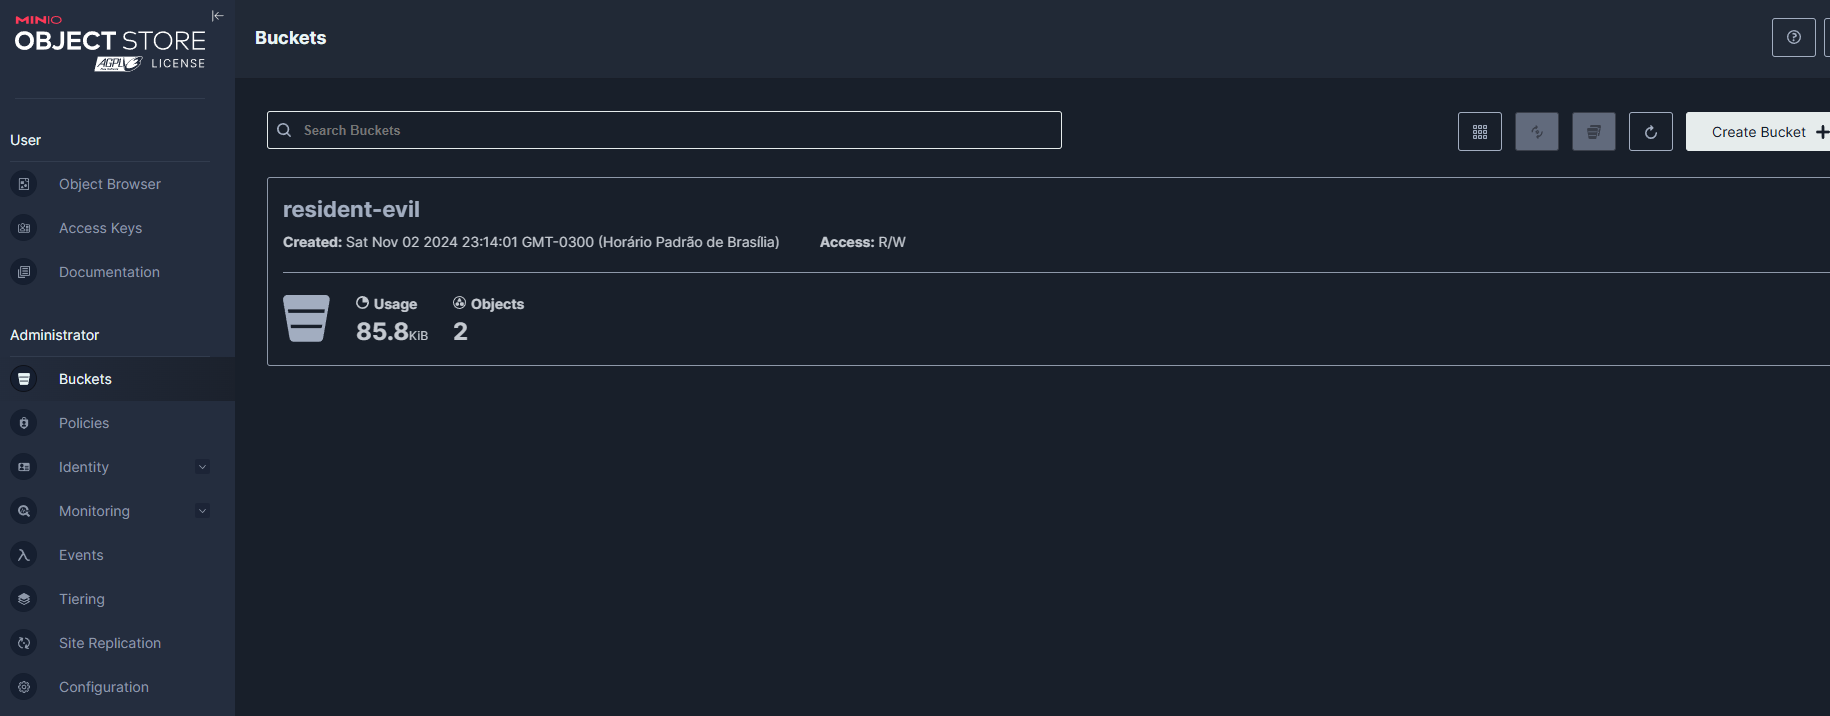 MINIO
OBJECT STORE
AGPL LICENSE
User
Object Browser
Access Keys
Documentation
Administrator
Buckets
Policies
Identity
Monitoring
Events
Tiering
Site Replication
Configuration
Buckets
Search Buckets
Create Bucket
resident-evil
Created: Sat Nov 02 2024 23:14:01 GMT-0300 (Horário Padrão de Brasília) Access: R/W
Usage Objects
85.8KiB 2